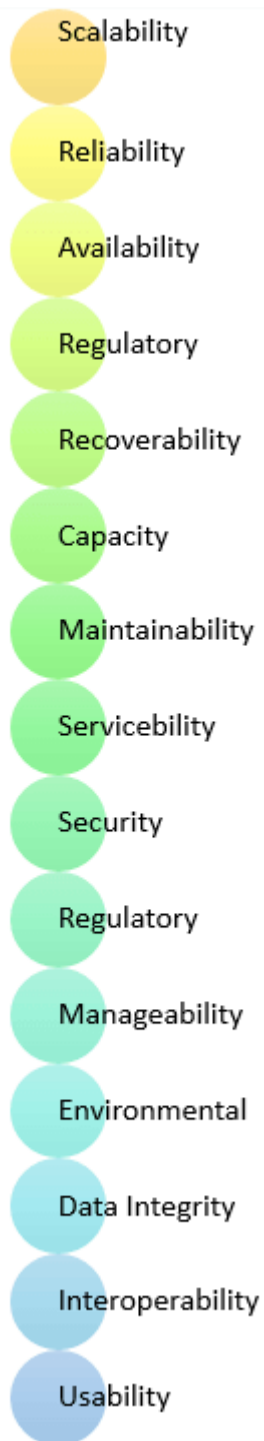 Scalability
Reliability
Availability
Regulatory
Recoverability
Capacity
Maintainability
Servicebility
Security
Regulatory
Manageability
Environmental
Data Integrity
Interoperability
Usability